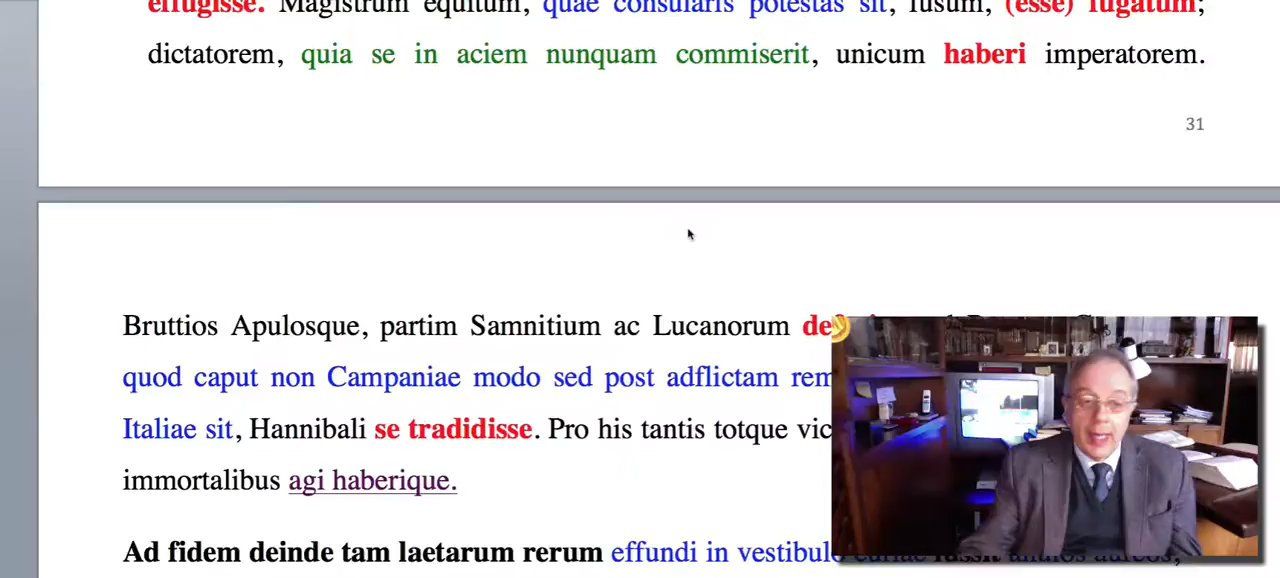 effugisse. Magistrum equitum, quae consularis potestas sit, fusum, (esse) fugatum;
dictatorem, quia se in aciem nunquam commiserit, unicum haberi imperatorem.
31
Bruttios Apulosque, partim Samnitium ac Lucanorum
quod caput non Campaniae modo sed post adflictam rem
Italiae sit, Hannibali se tradidisse. Pro his tantis totque
immortalibus agi haberique.
Ad fidem deinde tam laetarum rerum effundi in vestibulo